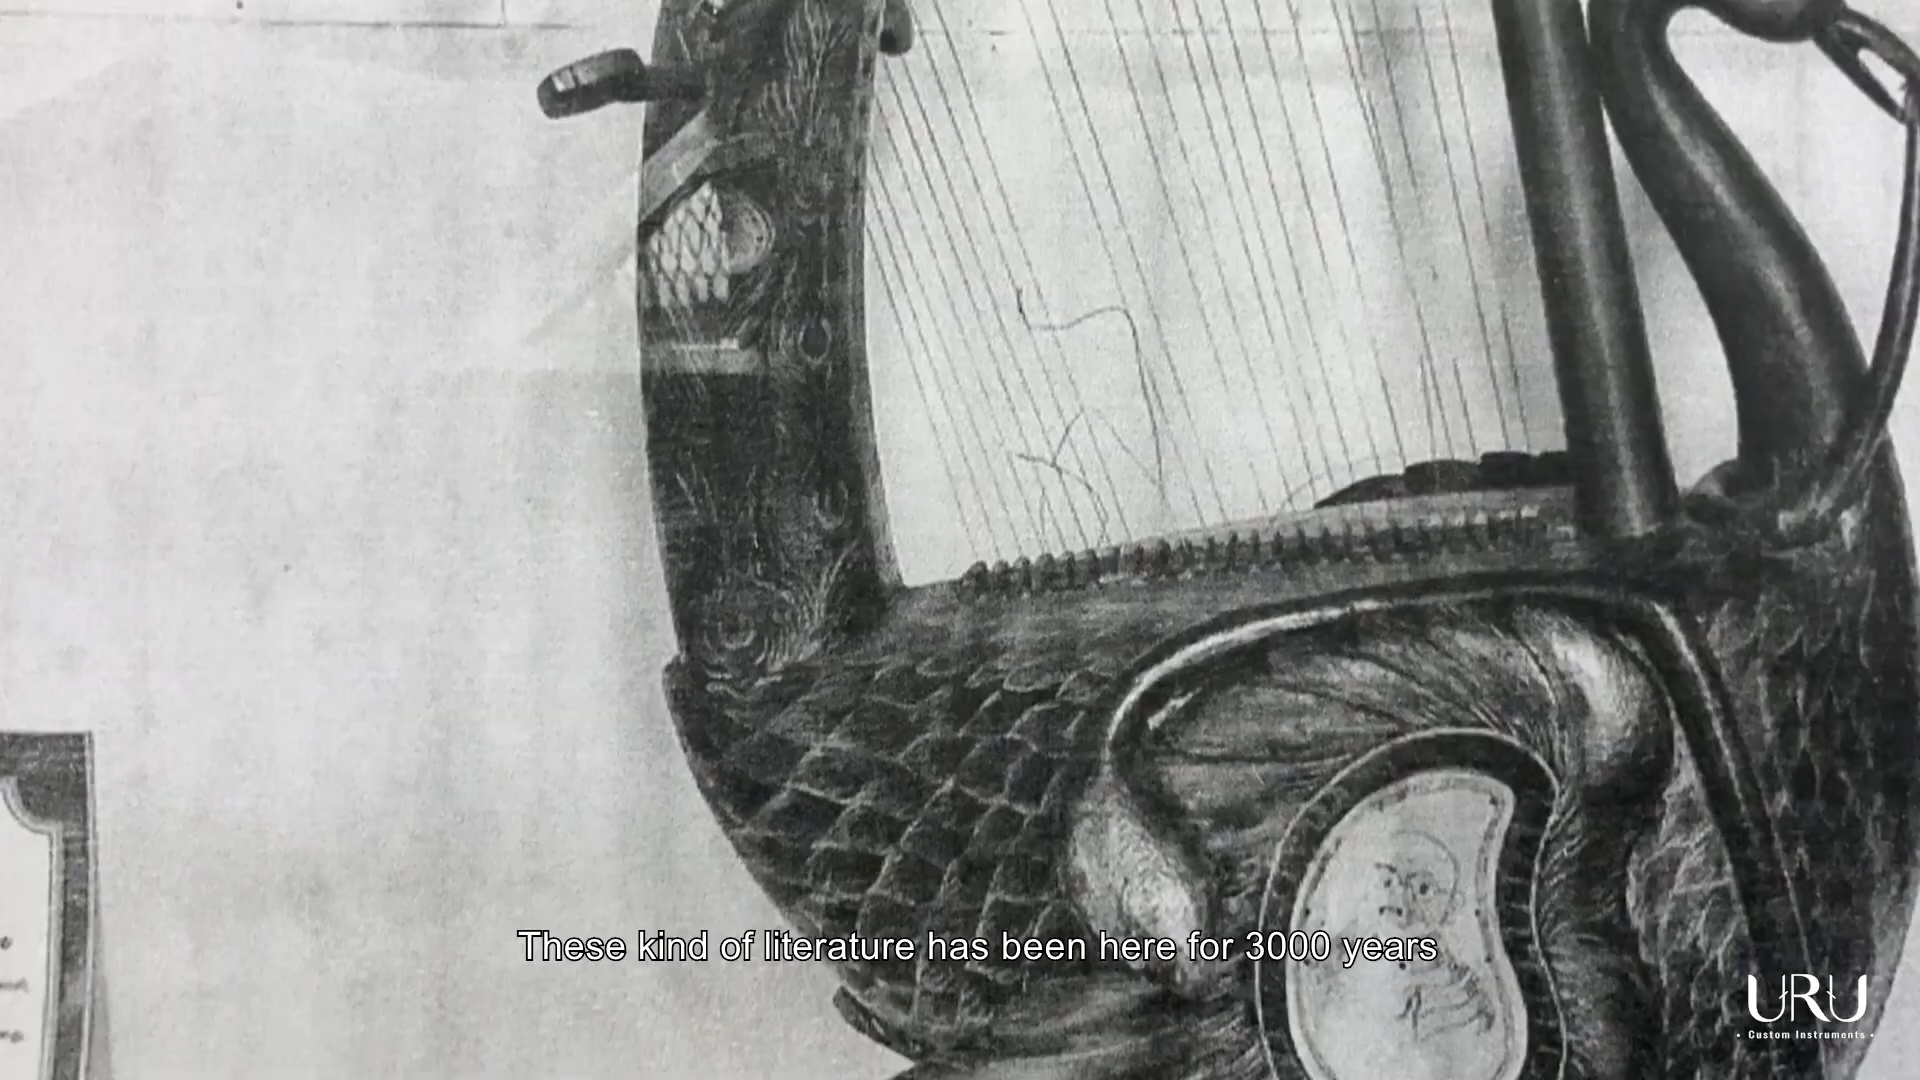 These kind of literature has been here for 3000 years
URU
• Custom Instruments •